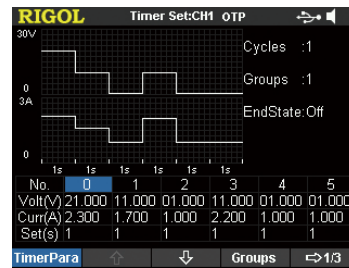 RIGOL Timer Set:CH1 OTP
30V
Cycles :1
Groups :1
0
3A
EndState:Off
0
1s 1s 1s 1s 1s
No. 0 1 2 3 4 5
Volt(V) 21.000 11.000 01.000 11.000 01.000 01.000
Curr(A) 2.300 1.700 1.000 2.200 1.000 1.000
Set(s) 1 1 1 1 1 1
TimerPara Groups 1/3